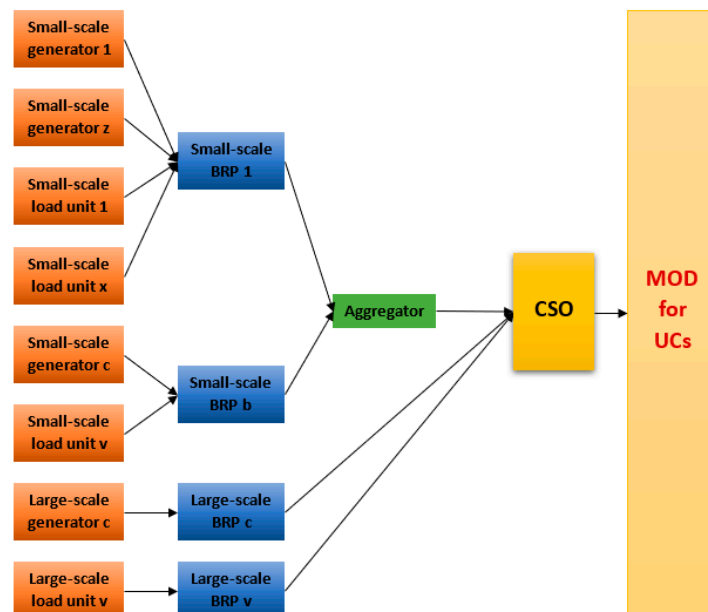 Small-scale
generator 1
Small-scale
generator z
Small-scale
load unit 1
Small-scale
load unit x
Small-scale
generator c
Small-scale
load unit v
Large-scale
generator c
Large-scale
load unit v
Small-scale
BRP 1
Small-scale
BRP b
Large-scale
BRP c
Large-scale
BRP v
Aggregator
CSO
MOD
for
UCs